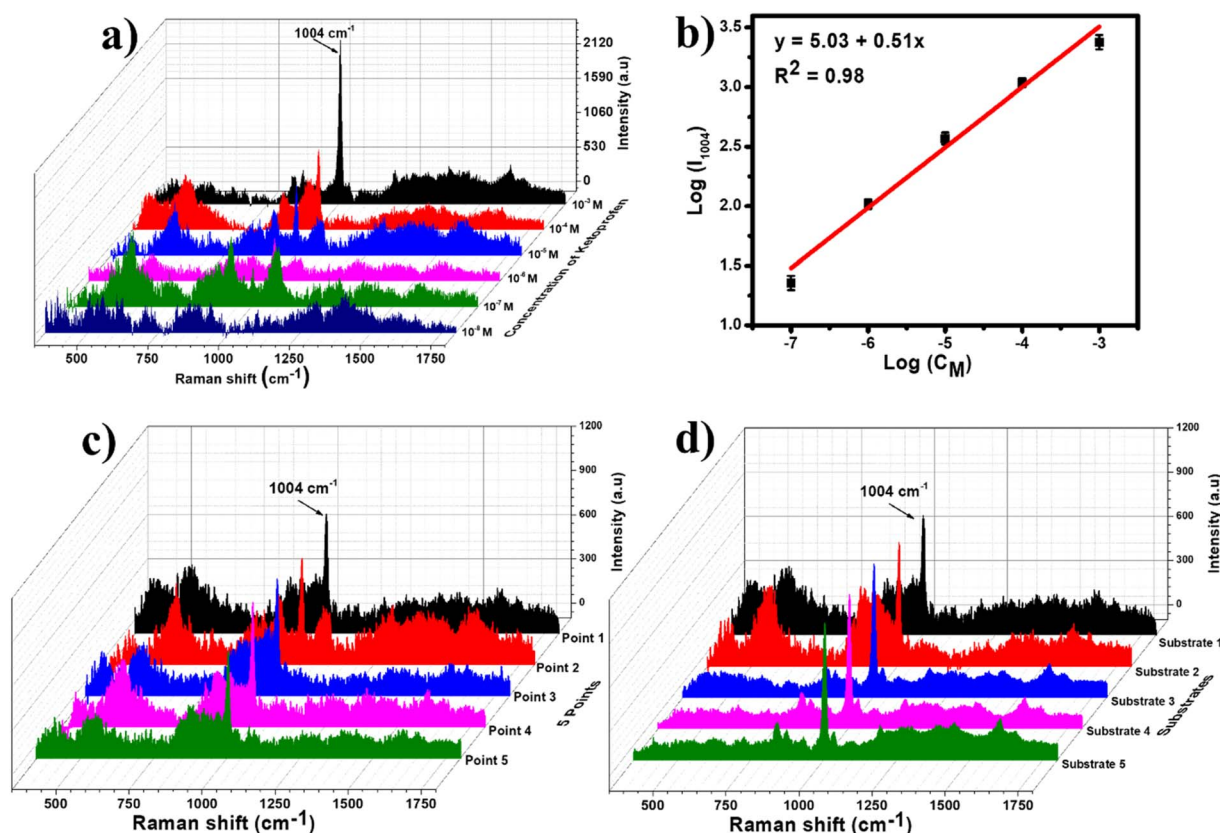 a)
1004 cm-1
2120
1590
1060
530
0
Intensity (a.u)
10-3 M
10-4 M
10-5 M
10-6 M
10-7 M
10-8 M
Concentration of Ketoprofen
500
750
1000
1250
1500
1750
Raman shift (cm-1)
b)
y = 5.03 + 0.51x
R2 = 0.98
3.5
3.0
2.5
2.0
1.5
1.0
Log (I1004)
-7
-6
-5
-4
-3
Log (CM)
c)
1004 cm-1
1200
900
600
300
0
Intensity (a.u)
Point 1
Point 2
Point 3
Point 4
Point 5
5 Points
500
750
1000
1250
1500
1750
Raman shift (cm-1)
d)
1004 cm-1
1200
900
600
300
0
Intensity (a.u)
Substrate 1
Substrate 2
Substrate 3
Substrate 4
Substrate 5
Substrates
500
750
1000
1250
1500
1750
Raman shift (cm-1)